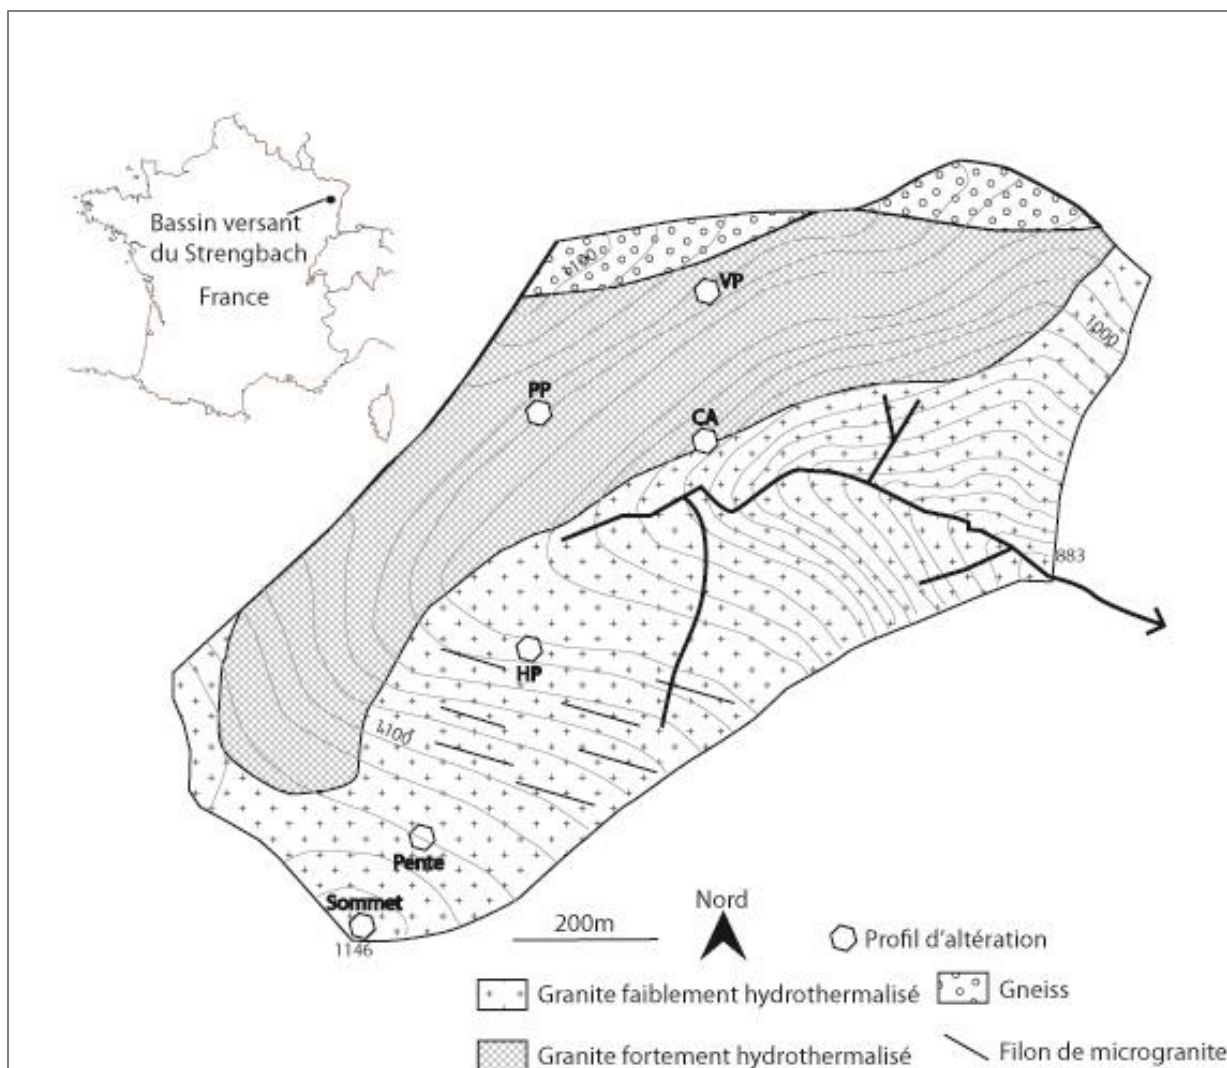 Bassin versant
du Strengbach
France
1100
VP
1000
PP
CA
883
HP
1100
Pente
Sommet
1146
200m
Nord
Profil d'altération
Granite faiblement hydrothermalisé
Gneiss
Granite fortement hydrothermalisé
Filon de microgranite